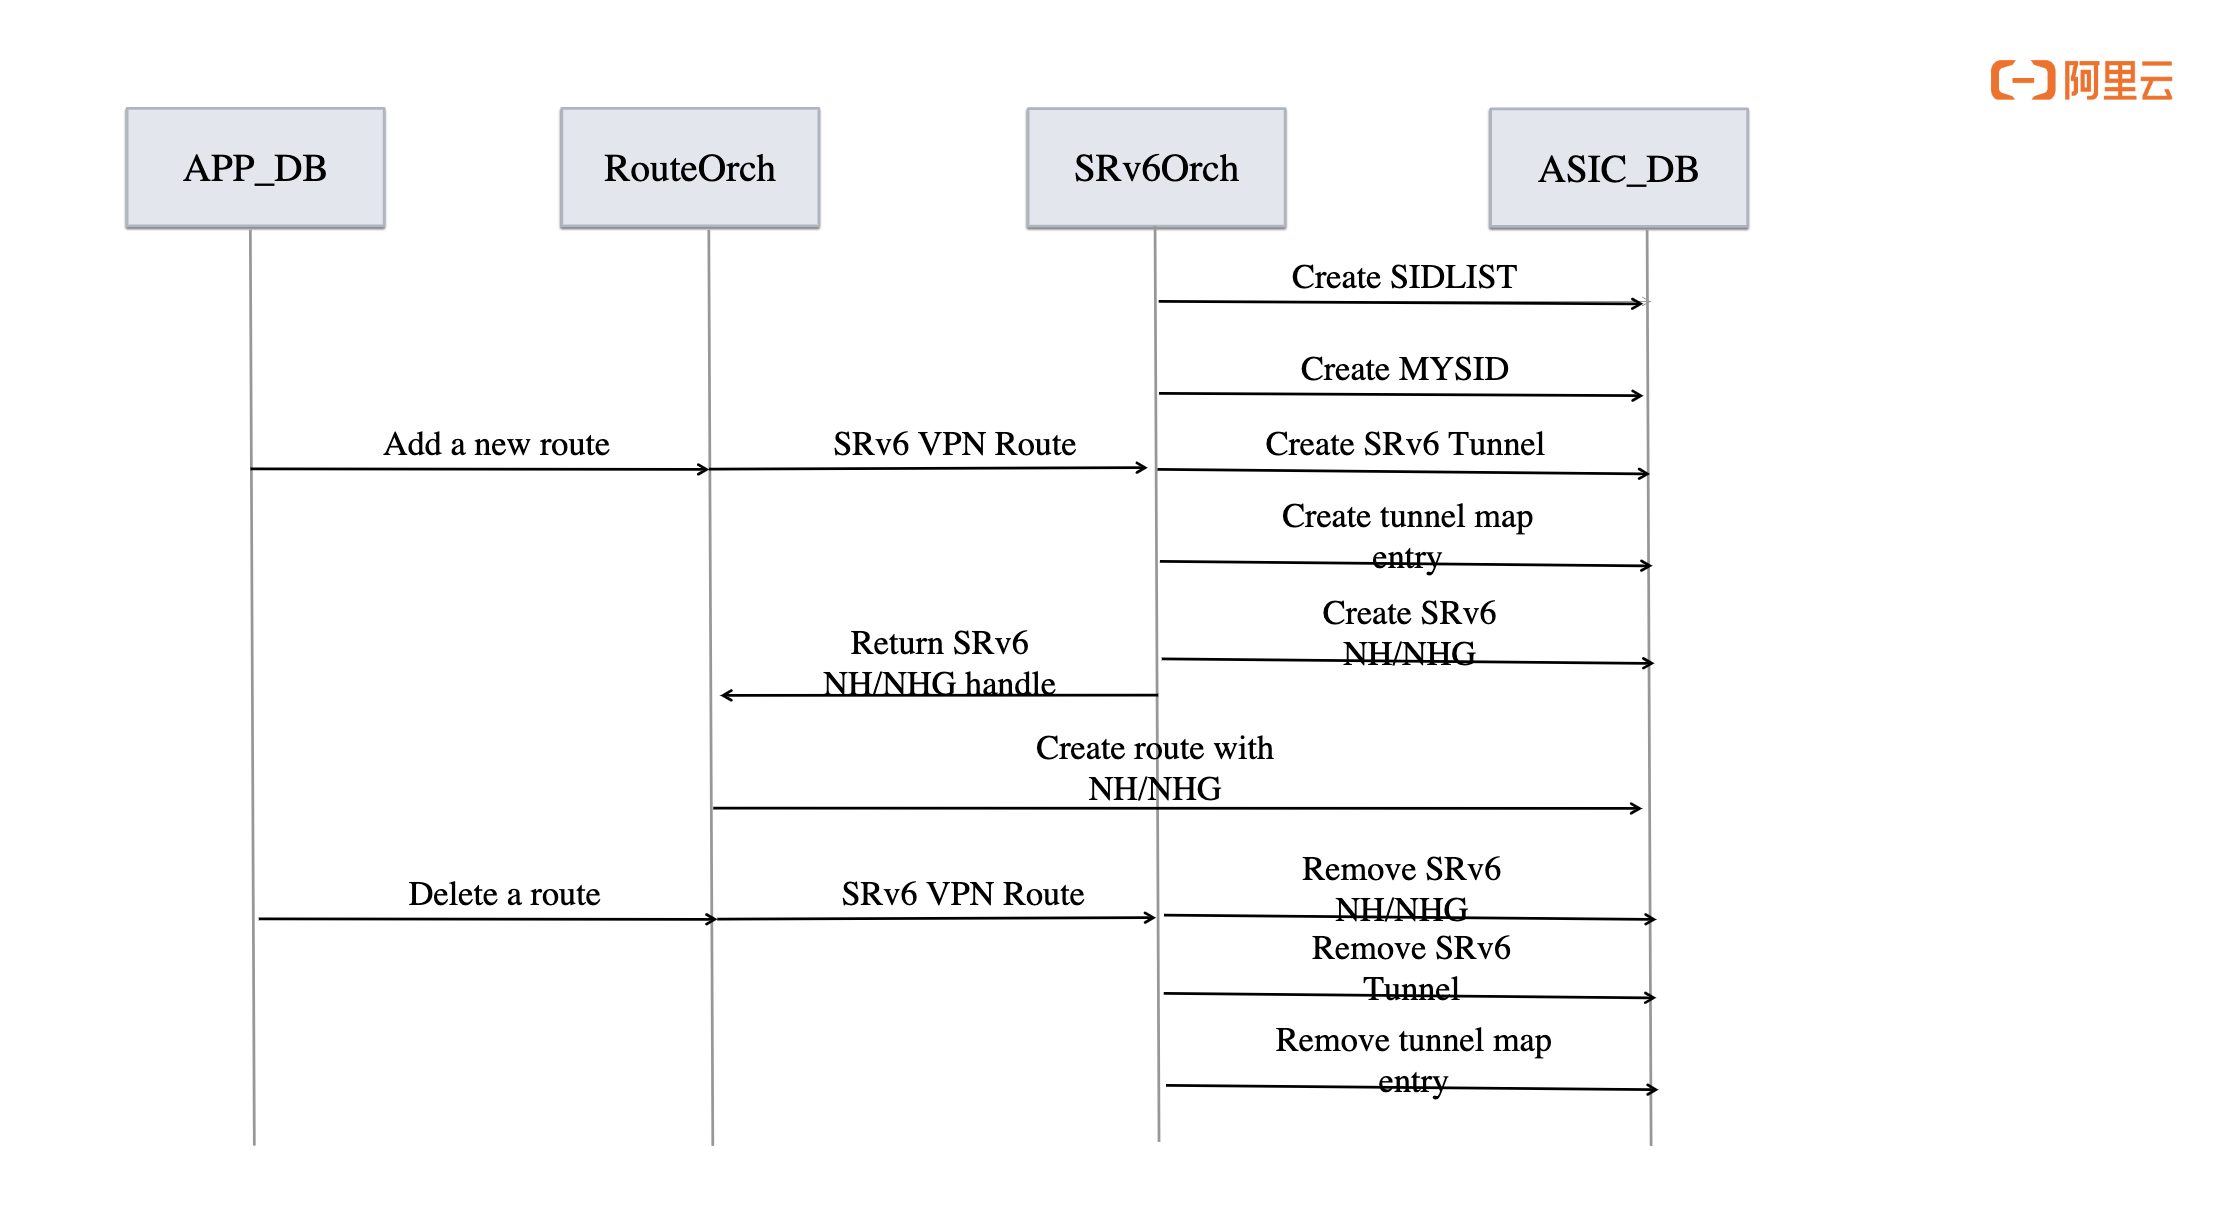 阿里云
APP_DB
RouteOrch
SRv6Orch
ASIC_DB
Create SIDLIST
Create MYSID
Add a new route
SRv6 VPN Route
Create SRv6 Tunnel
Create tunnel map
entry
Create SRv6
NH/NHG
Return SRv6
NH/NHG handle
Create route with
NH/NHG
Delete a route
SRv6 VPN Route
Remove SRv6
NH/NHG
Remove SRv6
Tunnel
Remove tunnel map
entry